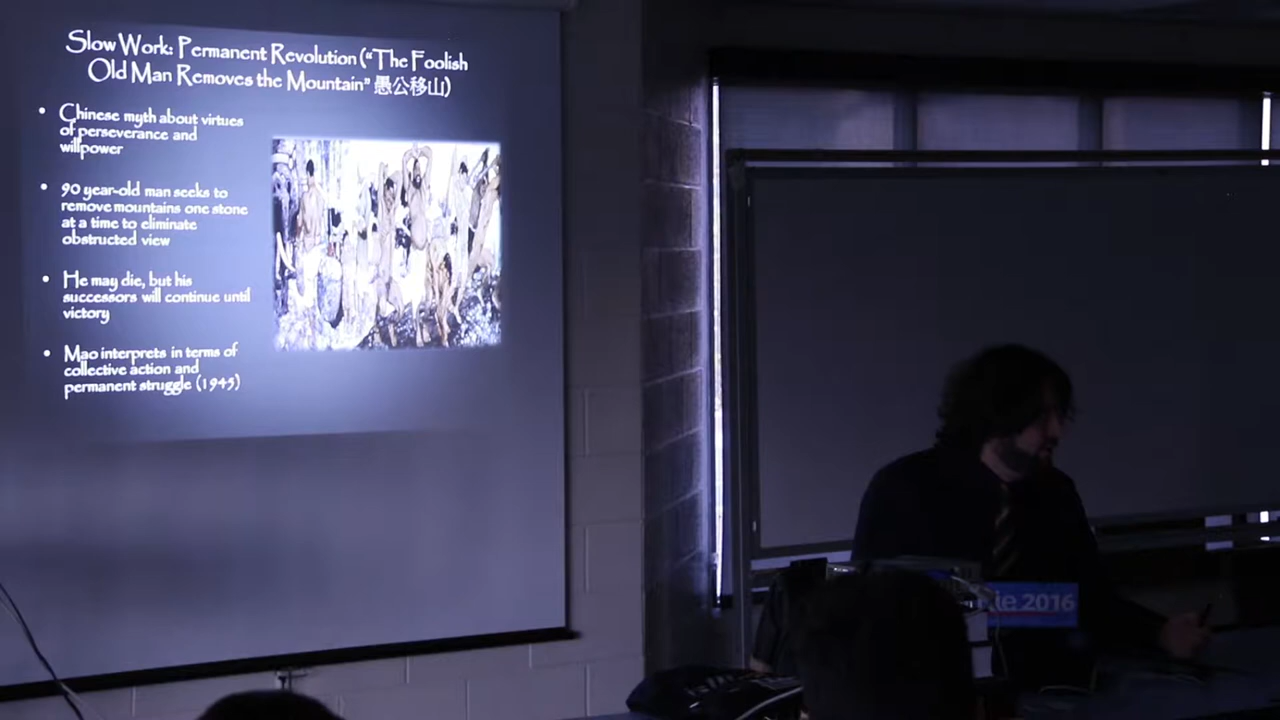 Slow Work: Permanent Revolution ("The Foolish
Old Man Removes the Mountain" 愚公移山)
• Chinese myth about virtues
of perseverance and
willpower
• 90 year-old man seeks to
remove mountains one stone
at a time to eliminate
obstructed view
• He may die, but his
successors will continue until
victory
• Mao interprets in terms of
collective action and
permanent struggle (1945)
2016